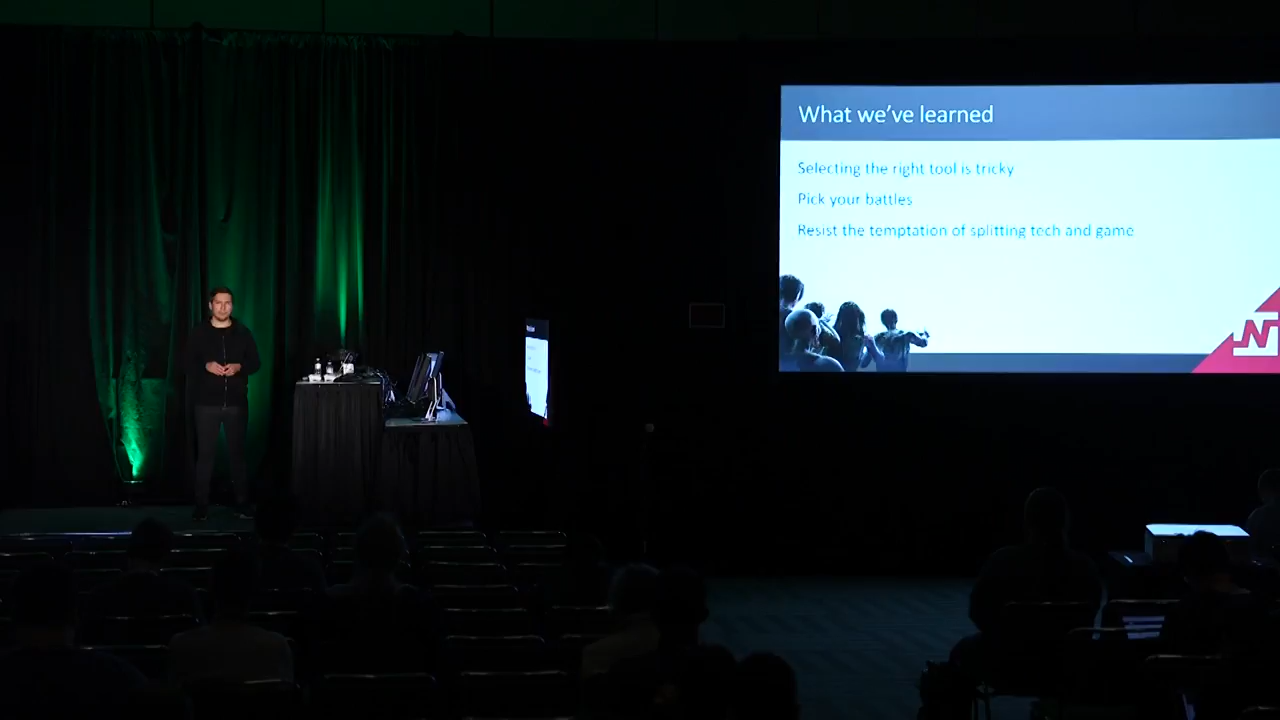 What we've learned
Selecting the right tool is tricky
Pick your battles
Resist the temptation of splitting tech and game
N